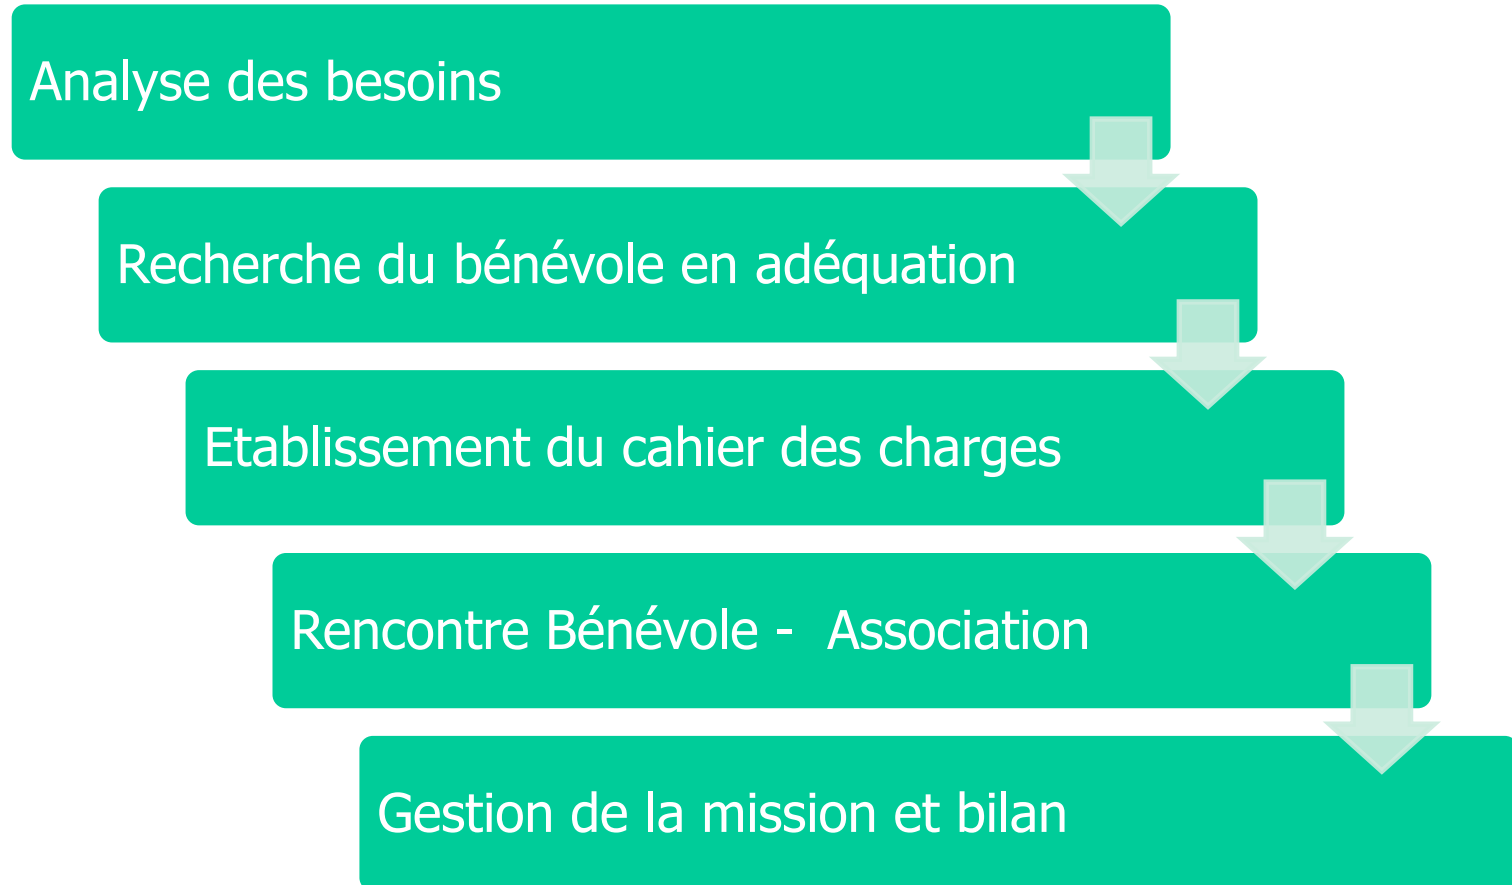 Analyse des besoins
Recherche du bénévole en adéquation
Etablissement du cahier des charges
Rencontre Bénévole -  Association
Gestion de la mission et bilan